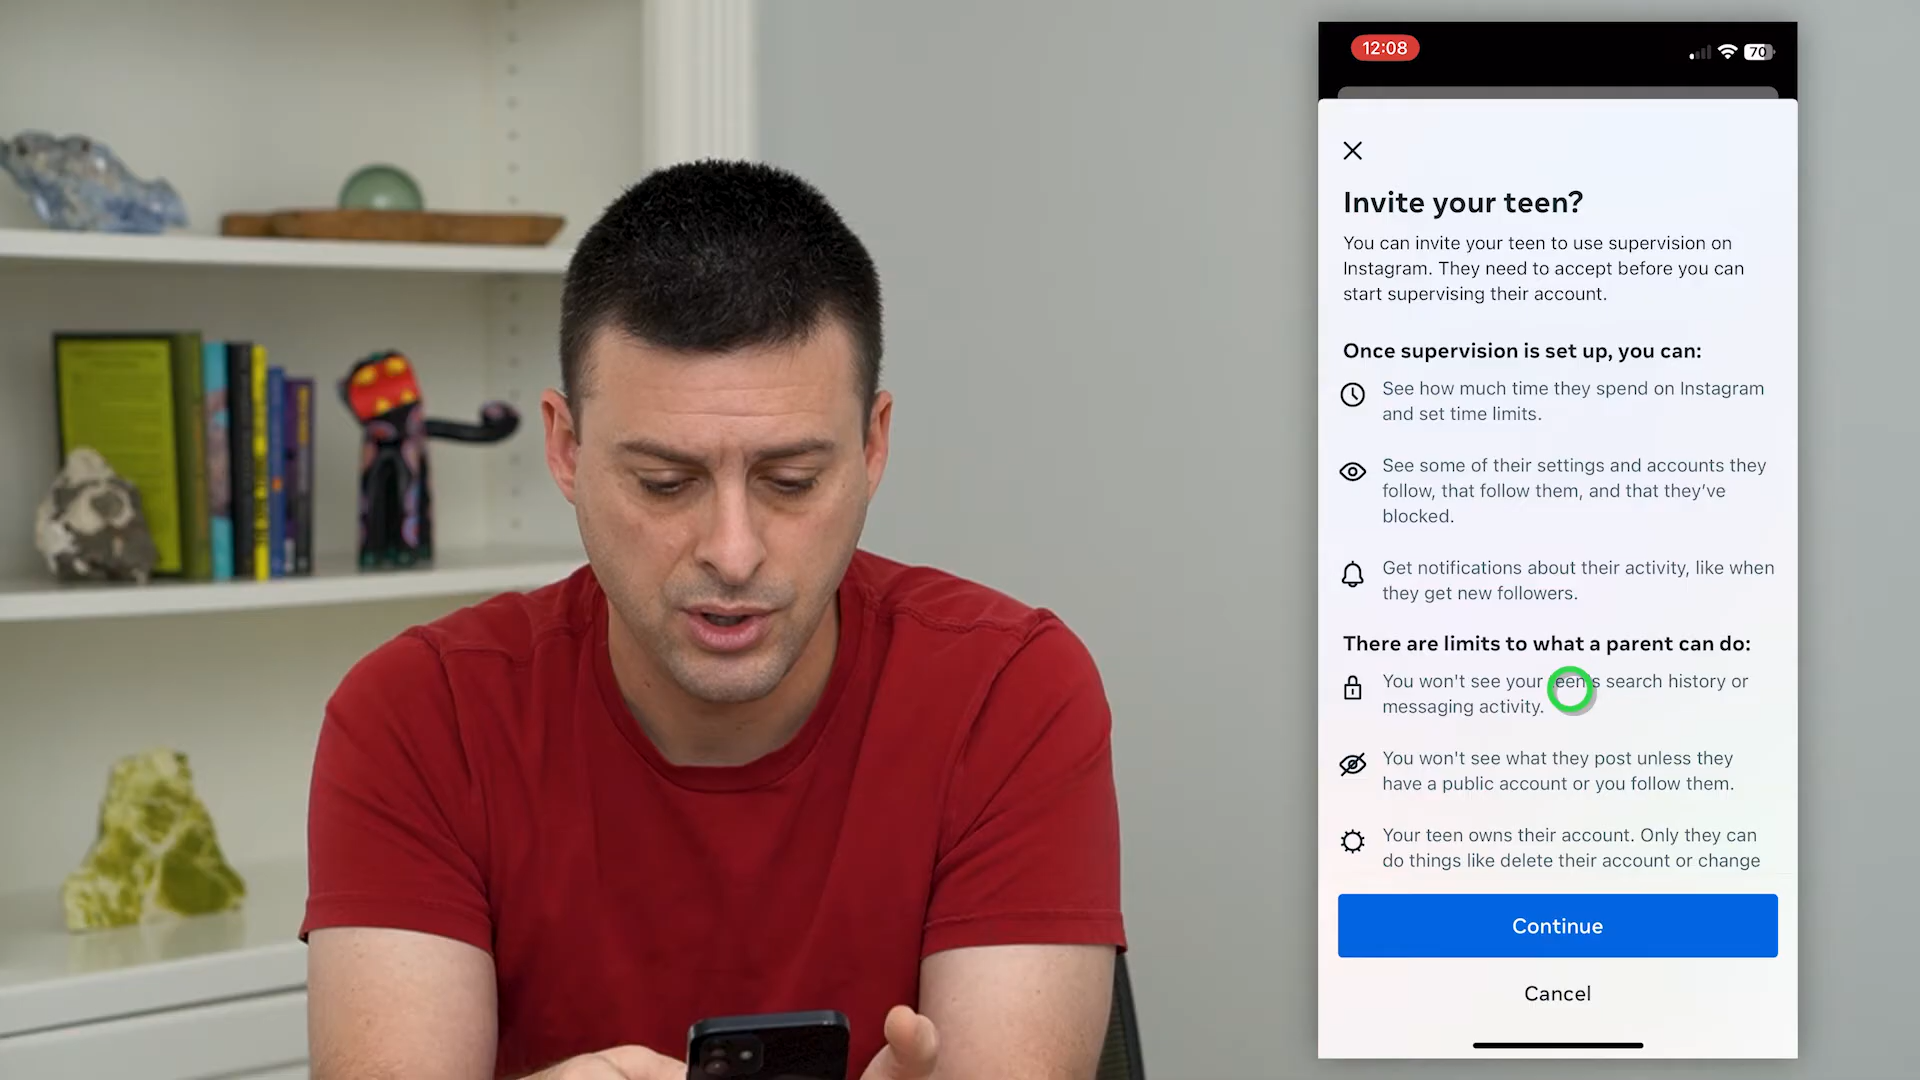 12:08
70
Invite your teen?
You can invite your teen to use supervision on
Instagram. They need to accept before you can
start supervising their account.
Once supervision is set up, you can:
See how much time they spend on Instagram
and set time limits.
See some of their settings and accounts they
follow, that follow them, and that they've
blocked.
Get notifications about their activity, like when
they get new followers.
There are limits to what a parent can do:
You won't see your teen's search history or
messaging activity.
You won't see what they post unless they
have a public account or you follow them.
Your teen owns their account. Only they can
do things like delete their account or change
Continue
Cancel